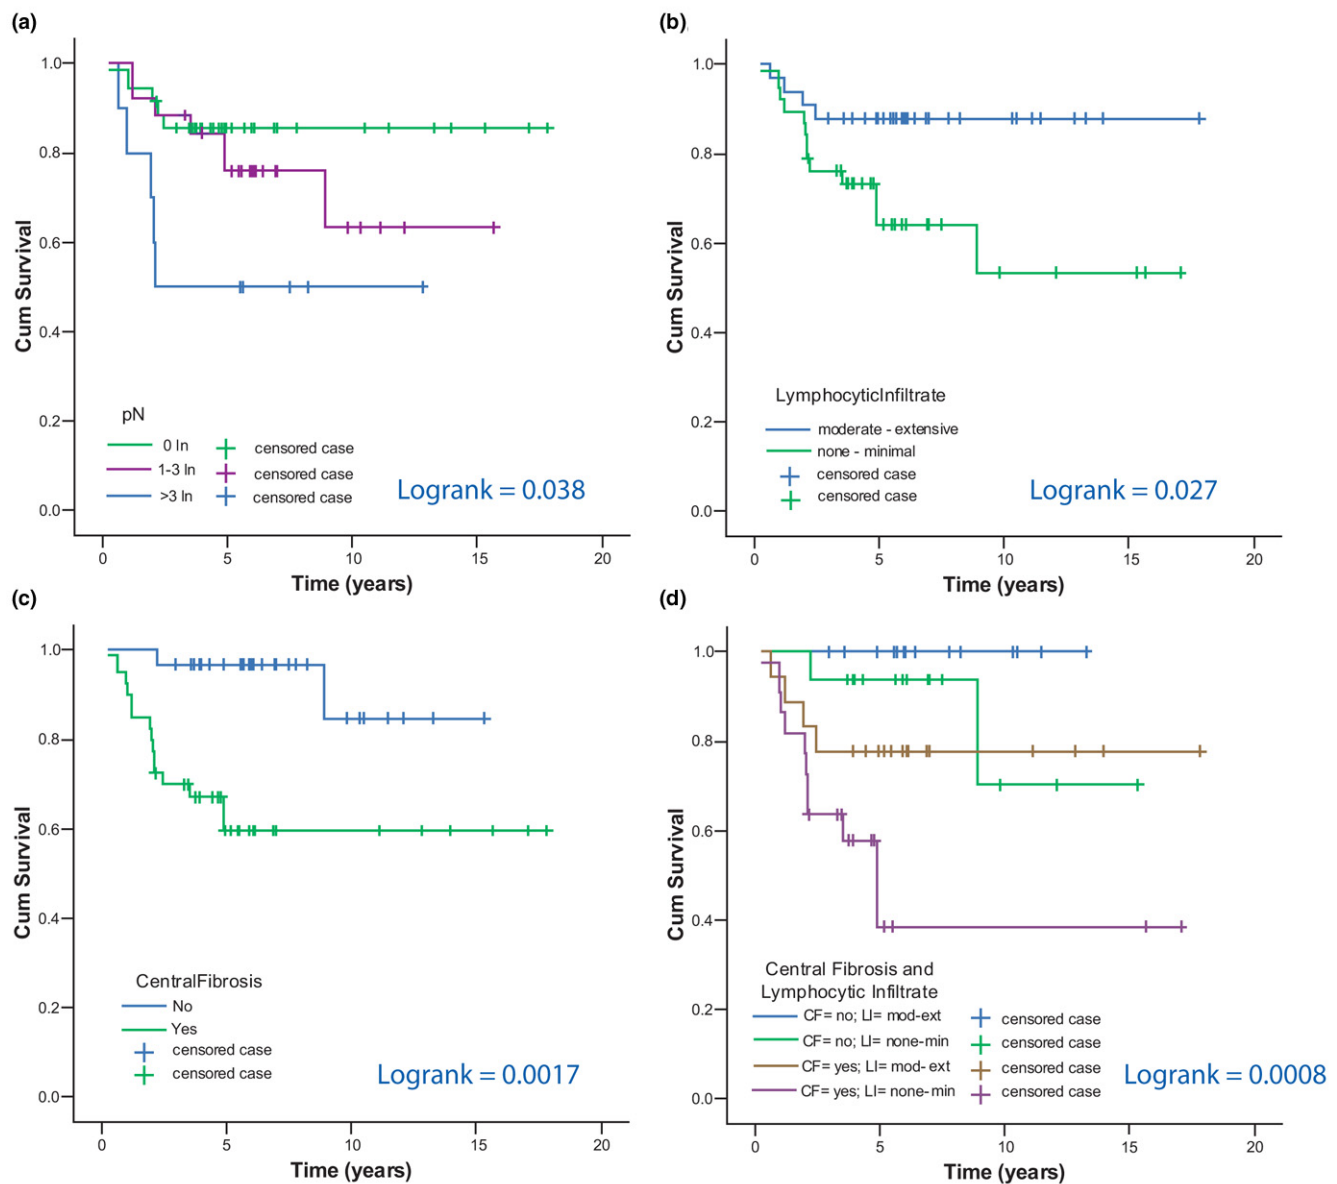 (a)
1.0
0.8
0.6
0.4
0.2
0.0
Cum Survival
pN
0 ln
1-3 ln
>3 ln
censored case
censored case
censored case
Logrank = 0.038
0 5 10 15 20
Time (years)
(b)
1.0
0.8
0.6
0.4
0.2
0.0
Cum Survival
LymphocyticInfiltrate
moderate - extensive
none - minimal
censored case
censored case
Logrank = 0.027
0 5 10 15 20
Time (years)
(c)
1.0
0.8
0.6
0.4
0.2
0.0
Cum Survival
CentralFibrosis
No
Yes
censored case
censored case
Logrank = 0.0017
0 5 10 15 20
Time (years)
(d)
1.0
0.8
0.6
0.4
0.2
0.0
Cum Survival
Central Fibrosis and
Lymphocytic Infiltrate
CF= no; LI= mod-ext
CF= no; LI= none-min
CF= yes; LI= mod- ext
CF= yes; LI= none-min
censored case
censored case
censored case
censored case
Logrank = 0.0008
0 5 10 15 20
Time (years)